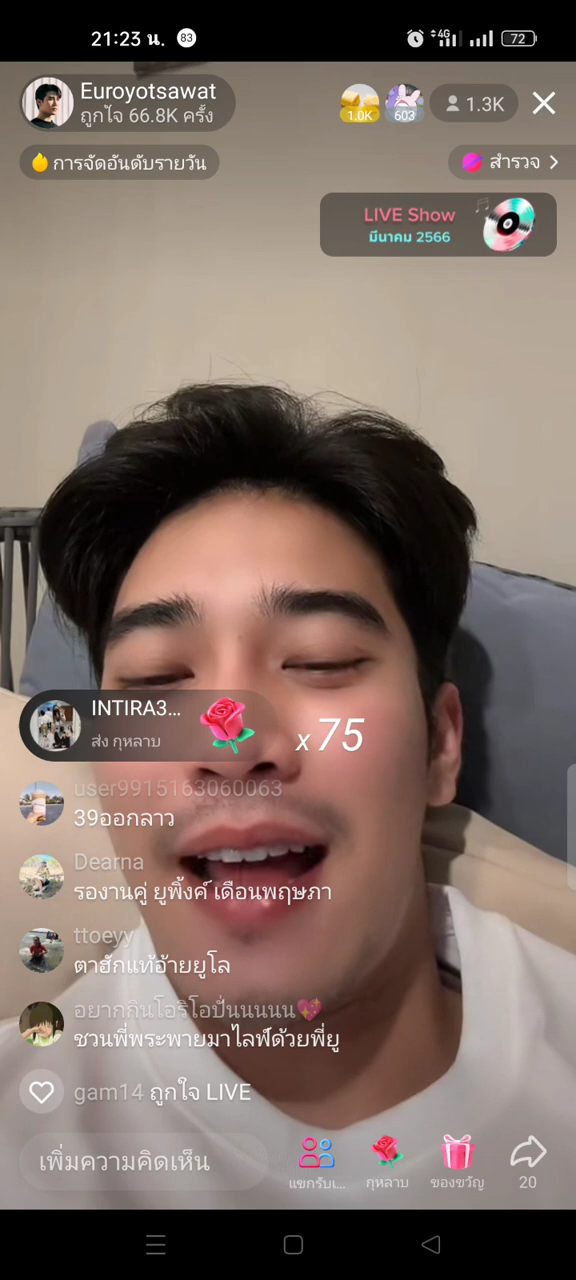 21:23 น. 83
4G 72
Euroyotsawat
ถูกใจ 66.8K ครั้ง
1.0K
603
1.3K
การจัดอันดับรายวัน
สำรวจ
LIVE Show
มีนาคม 2566
INTIRA3...
ส่ง กุหลาบ
x 75
user9915163060063
39ออกลาว
Dearna
รองานคู่ ยูพิ้งค์ เดือนพฤษภา
ttoeyy
ตาฮักแท้อ้ายยูโล
อยากกินโอริโอปั่นนนนน💖
ชวนพี่พระพายมาไลฟ์ด้วยพี่ยู
gam14 ถูกใจ LIVE
เพิ่มความคิดเห็น
แขกรับเ...
กุหลาบ
ของขวัญ
20